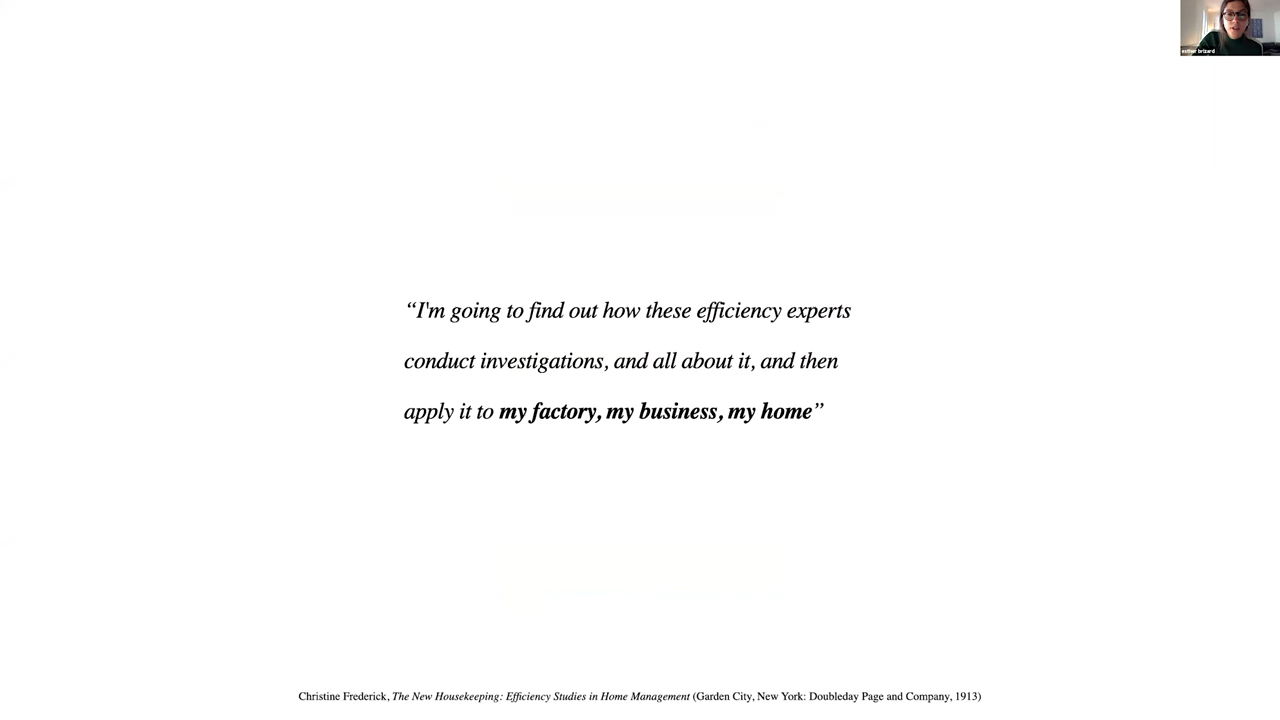 esther brizard
“I'm going to find out how these efficiency experts
conduct investigations, and all about it, and then
apply it to my factory, my business, my home”
Christine Frederick, The New Housekeeping: Efficiency Studies in Home Management (Garden City, New York: Doubleday Page and Company, 1913)